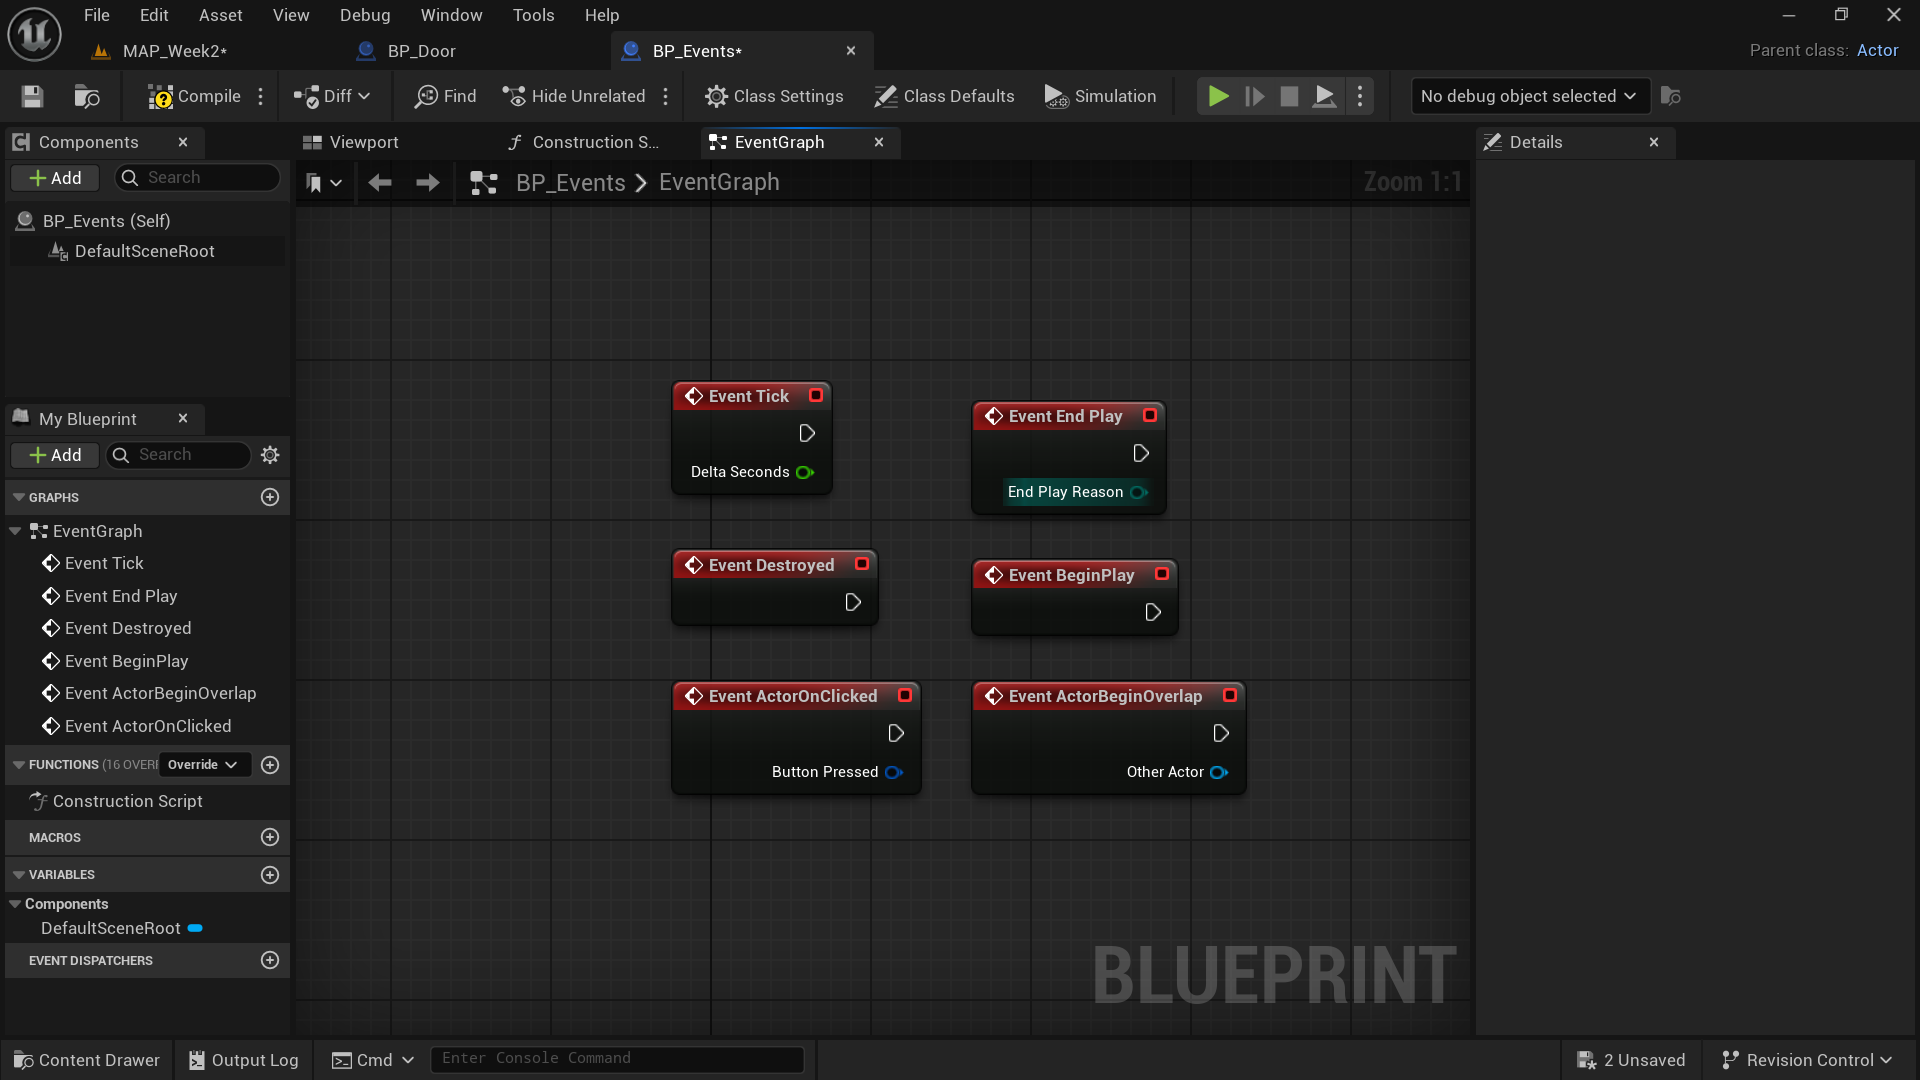 File Edit Asset View Debug Window Tools Help
MAP_Week2* BP_Door BP_Events* Parent class: Actor
Compile Diff Find Hide Unrelated Class Settings Class Defaults Simulation No debug object selected
Components Viewport Construction S... EventGraph Details
Add Search BP_Events EventGraph Zoom 1:1
BP_Events (Self)
DefaultSceneRoot
My Blueprint
Add Search
GRAPHS
EventGraph
Event Tick
Event End Play
Event Destroyed
Event BeginPlay
Event ActorBeginOverlap
Event ActorOnClicked
FUNCTIONS (16 OVERR Override
Construction Script
MACROS
VARIABLES
Components
DefaultSceneRoot
EVENT DISPATCHERS
Event Tick
Delta Seconds
Event End Play
End Play Reason
Event Destroyed
Event BeginPlay
Event ActorOnClicked
Button Pressed
Event ActorBeginOverlap
Other Actor
BLUEPRINT
Content Drawer Output Log Cmd Enter Console Command 2 Unsaved Revision Control